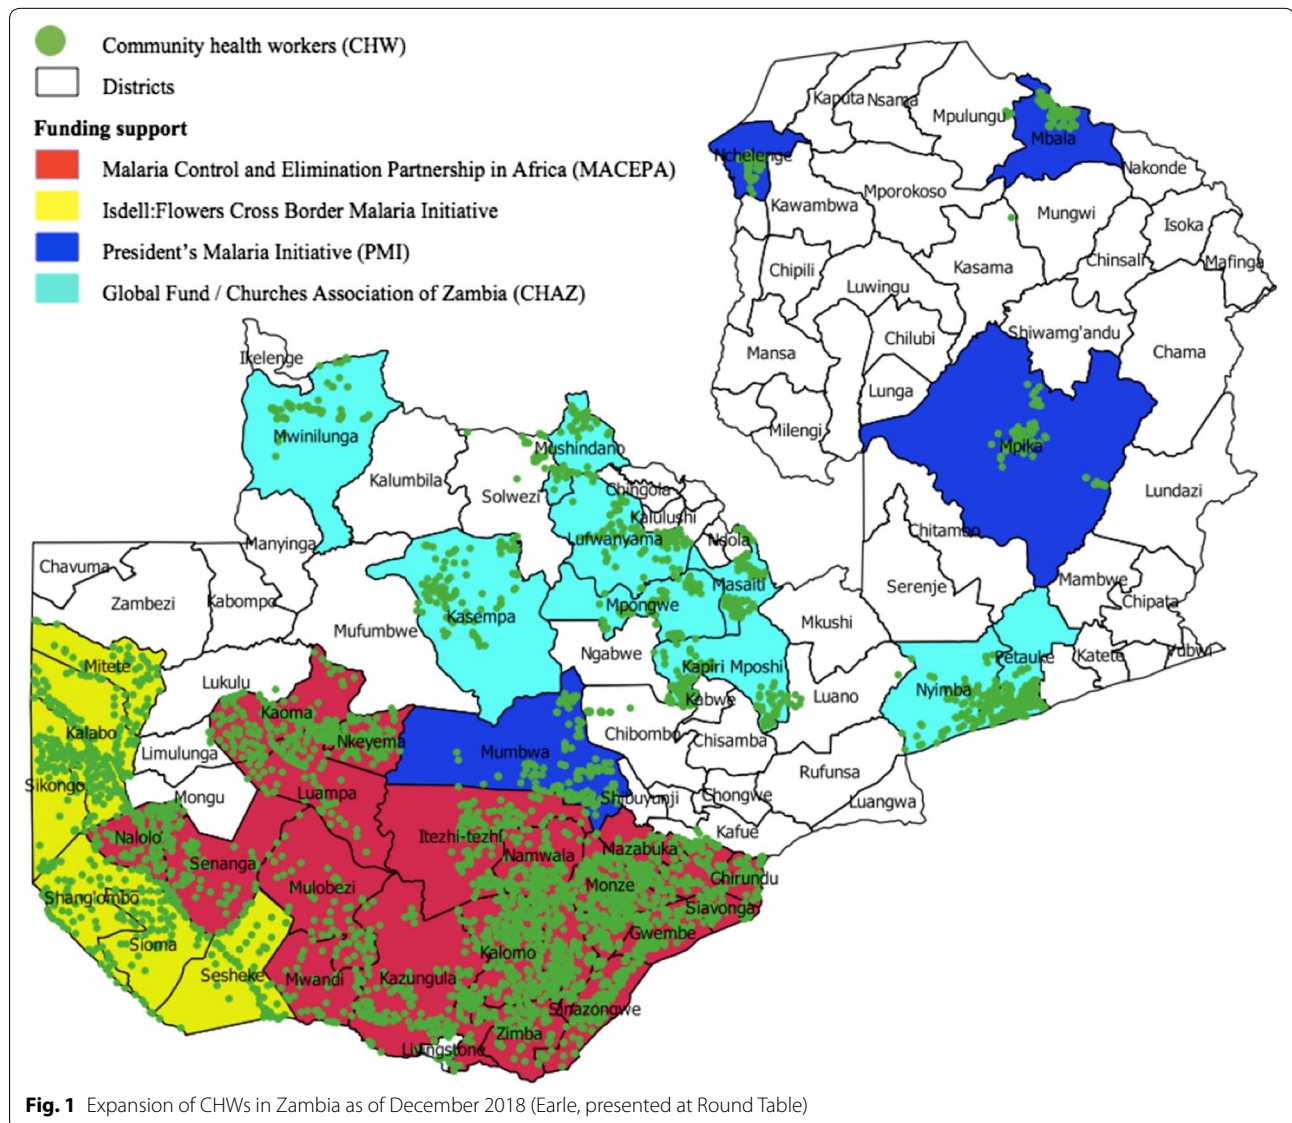 Community health workers (CHW)
Districts
Funding support
Malaria Control and Elimination Partnership in Africa (MACEPA)
Isdell:Flowers Cross Border Malaria Initiative
President's Malaria Initiative (PMI)
Global Fund / Churches Association of Zambia (CHAZ)
Kaputa
Nsama
Mpulungu
Mbala
Nchelenge
Nakonde
Mporokoso
Kawambwa
Mungwi
Isoka
Chinsali
Mafinga
Kasama
Chipili
Luwingu
Shiwamg'andu
Chilubi
Mansa
Chama
Lunga
Milengi
Mpika
Lundazi
Chitambo
Ikelenge
Mwinilunga
Mushindano
Kalumbila
Solwezi
Chingola
Kalulushi
Lufwanyama
Ndola
Manyinga
Chavuma
Zambezi
Kabompo
Masaiti
Mpongwe
Kasempa
Mufumbwe
Mkushi
Serenje
Mambwe
Chipata
Ngabwe
Kapiri Mposhi
Petauke
Katete
Vubwi
Nyimba
Luano
Kabwe
Mitete
Lukulu
Kaoma
Nkeyema
Kalabo
Limulunga
Mumbwa
Chibombo
Chisamba
Rufunsa
Sikongo
Mongu
Luampa
Shibuyunji
Chongwe
Luangwa
Kafue
Nalolo
Senanga
Itezhi-tezhi
Namwala
Mazabuka
Monze
Chirundu
Siavonga
Mulobezi
Shang'ombo
Sioma
Sesheke
Mwandi
Kazungula
Kalomo
Gwembe
Sinazongwe
Zimba
Livingstone
Fig. 1 Expansion of CHWs in Zambia as of December 2018 (Earle, presented at Round Table)